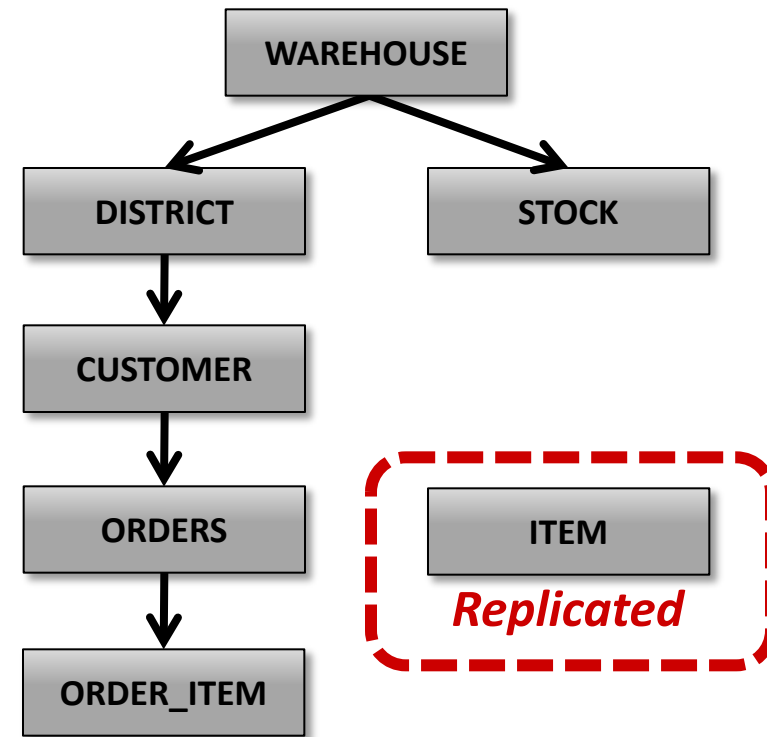 WAREHOUSE
DISTRICT
STOCK
CUSTOMER
ORDERS
ITEM
Replicated
ORDER_ITEM